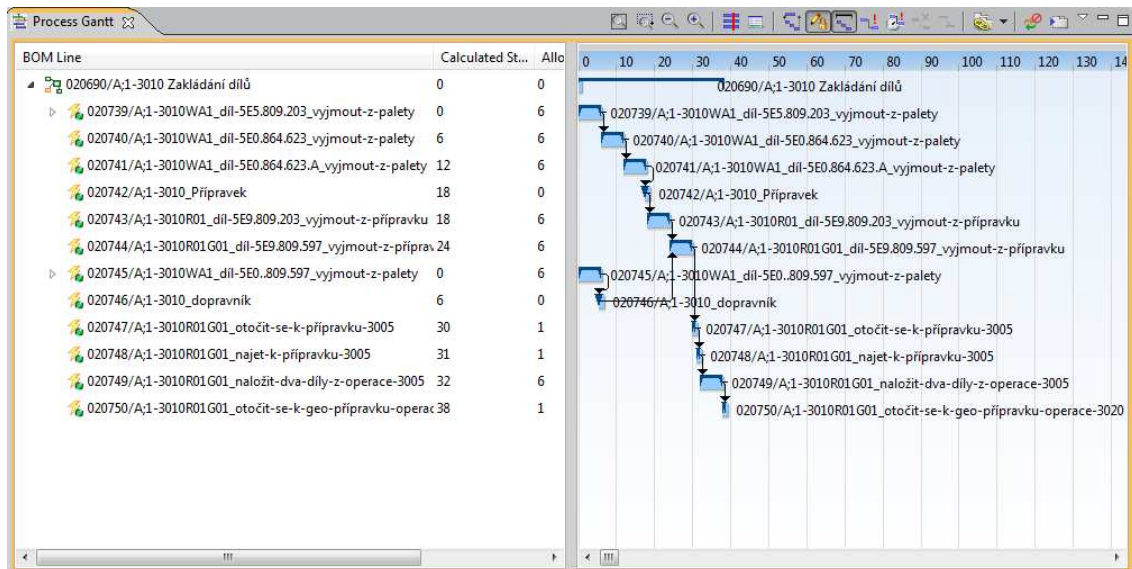 Process Gantt
BOM Line Calculated St... Allo
020690/A;1-3010 Zakládání dílů 0 0
020739/A;1-3010WA1_díl-5E5.809.203_vyjmout-z-palety 0 6
020740/A;1-3010WA1_díl-5E0.864.623_vyjmout-z-palety 6 6
020741/A;1-3010WA1_díl-5E0.864.623.A_vyjmout-z-palety 12 6
020742/A;1-3010_Přípravek 18 0
020743/A;1-3010R01_díl-5E9.809.203_vyjmout-z-přípravku 18 6
020744/A;1-3010R01G01_díl-5E9.809.597_vyjmout-z-příprav 24 6
020745/A;1-3010WA1_díl-5E0..809.597_vyjmout-z-palety 0 6
020746/A;1-3010_dopravník 6 0
020747/A;1-3010R01G01_otočit-se-k-přípravku-3005 30 1
020748/A;1-3010R01G01_najet-k-přípravku-3005 31 1
020749/A;1-3010R01G01_naložit-dva-díly-z-operace-3005 32 6
020750/A;1-3010R01G01_otočit-se-k-geo-přípravku-operac 38 1
0 10 20 30 40 50 60 70 80 90 100 110 120 130 14
020690/A;1-3010 Zakládání dílů
020739/A;1-3010WA1_díl-5E5.809.203_vyjmout-z-palety
020740/A;1-3010WA1_díl-5E0.864.623_vyjmout-z-palety
020741/A;1-3010WA1_díl-5E0.864.623.A_vyjmout-z-palety
020742/A;1-3010_Přípravek
020743/A;1-3010R01_díl-5E9.809.203_vyjmout-z-přípravku
020744/A;1-3010R01G01_díl-5E9.809.597_vyjmout-z-přípravku
020745/A;1-3010WA1_díl-5E0..809.597_vyjmout-z-palety
020746/A;1-3010_dopravník
020747/A;1-3010R01G01_otočit-se-k-přípravku-3005
020748/A;1-3010R01G01_najet-k-přípravku-3005
020749/A;1-3010R01G01_naložit-dva-díly-z-operace-3005
020750/A;1-3010R01G01_otočit-se-k-geo-přípravku-operace-3020